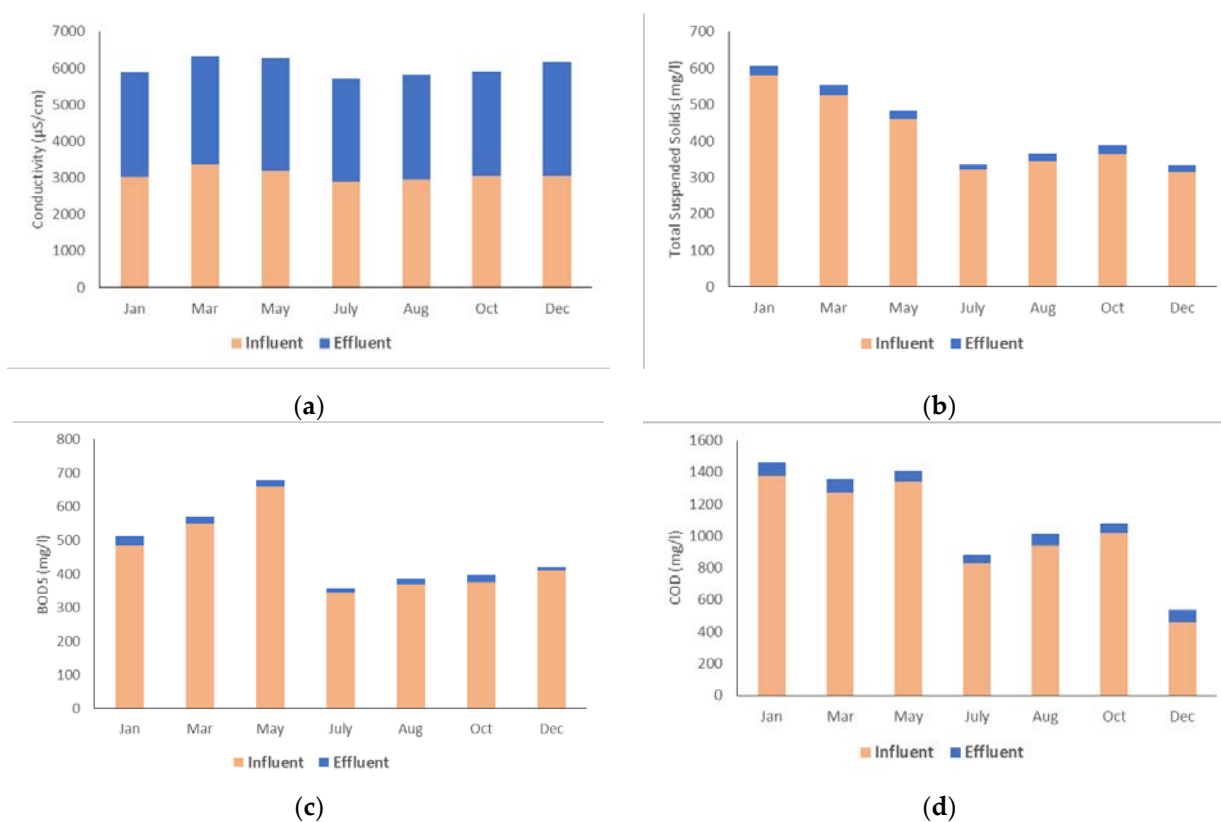 Conductivity (µS/cm)
7000
6000
5000
4000
3000
2000
1000
0
Jan Mar May July Aug Oct Dec
Influent Effluent
(a)
Total Suspended Solids (mg/l)
700
600
500
400
300
200
100
0
Jan Mar May July Aug Oct Dec
Influent Effluent
(b)
BOD5 (mg/l)
800
700
600
500
400
300
200
100
0
Jan Mar May July Aug Oct Dec
Influent Effluent
(c)
COD (mg/l)
1600
1400
1200
1000
800
600
400
200
0
Jan Mar May July Aug Oct Dec
Influent Effluent
(d)